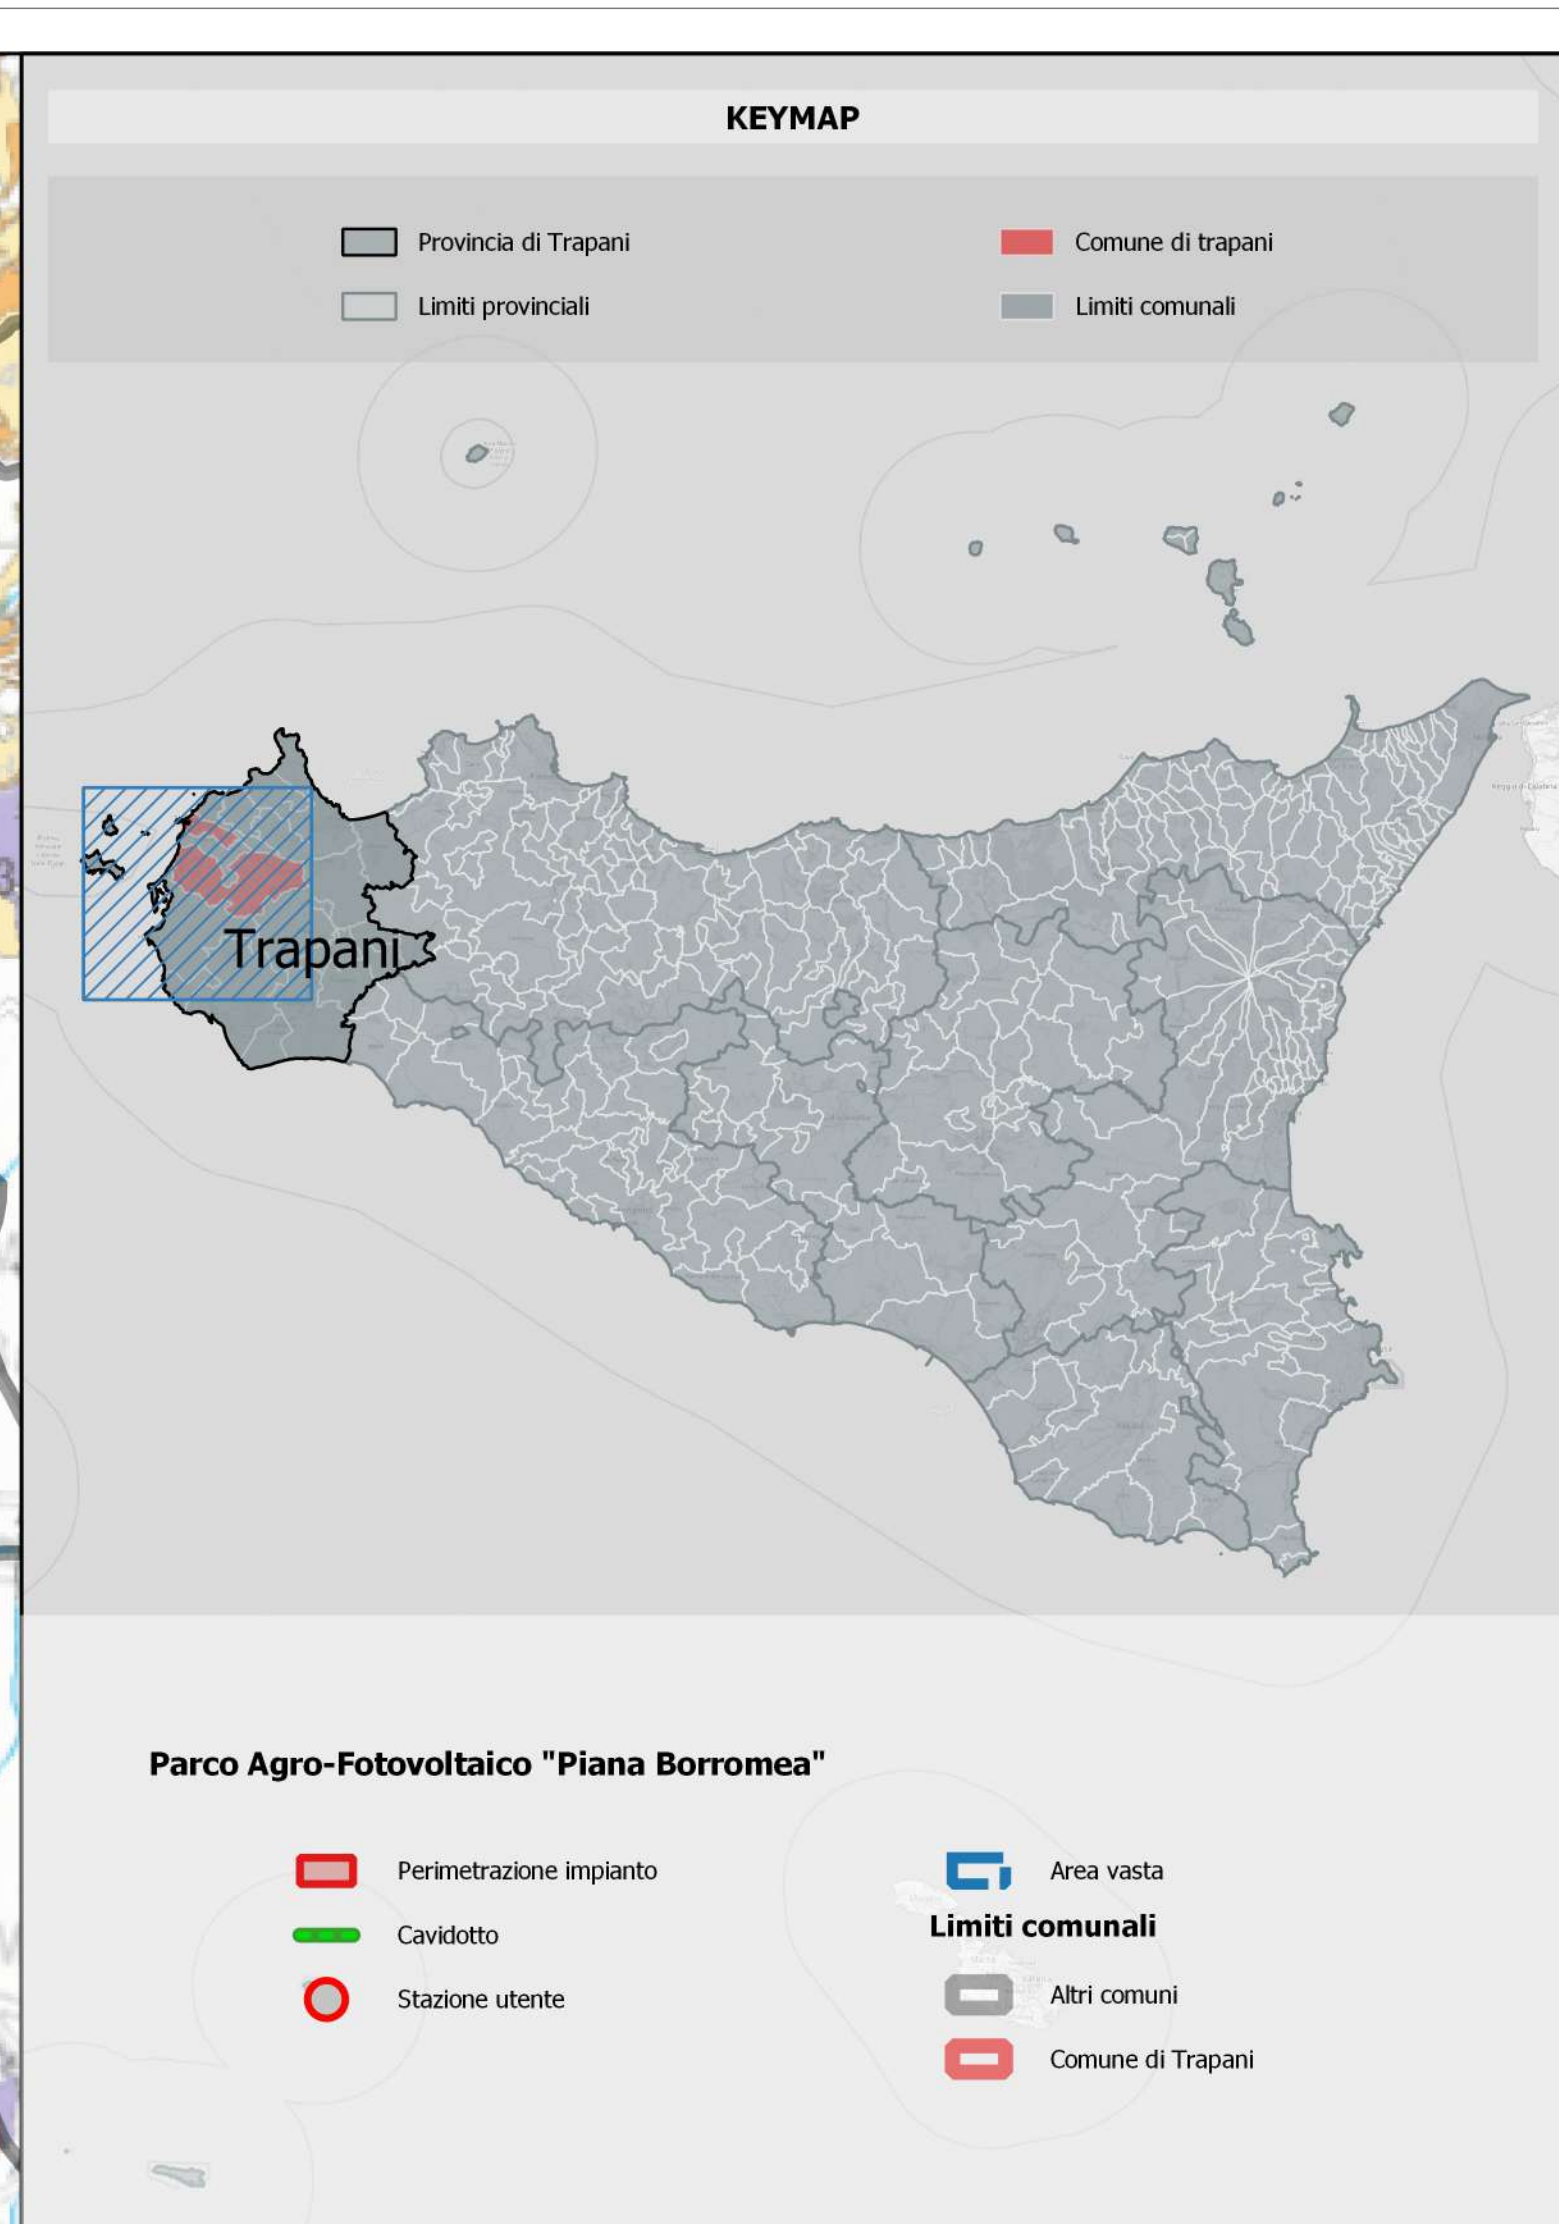 KEYMAP
Provincia di Trapani
Comune di trapani
Limiti provinciali
Limiti comunali
Trapani
Parco Agro-Fotovoltaico "Piana Borromea"
Perimetrazione impianto
Area vasta
Cavidotto
Limiti comunali
Stazione utente
Altri comuni
Comune di Trapani